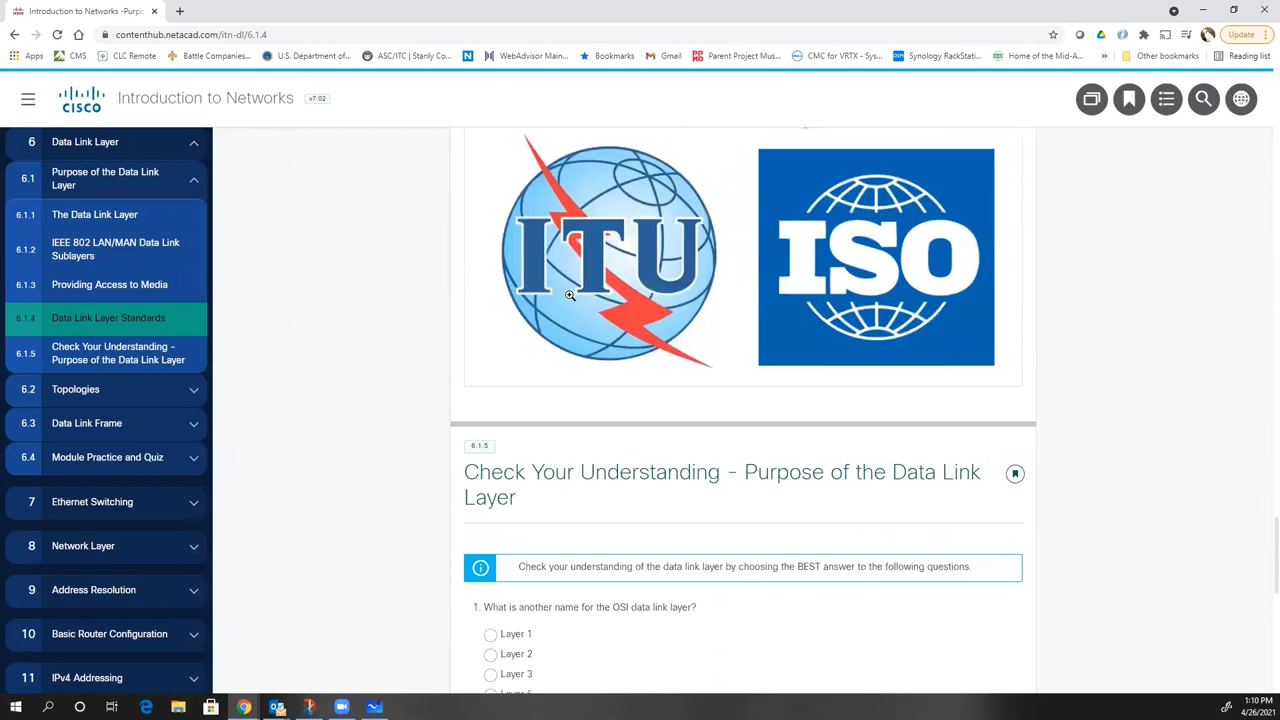 Introduction to Networks -Purpo
contenthub.netacad.com/itn-dl/6.1.4
Update
Apps
CMS
CLC Remote
Battle Companies...
U.S. Department of...
ASC/ITC | Stanly Co...
WebAdvisor Main...
Bookmarks
Gmail
Parent Project Mus...
CMC for VRTX - Sys...
Synology RackStati...
Home of the Mid-A...
»
Other bookmarks
Reading list
CISCO
Introduction to Networks
v7.02
6 Data Link Layer
6.1 Purpose of the Data Link
Layer
6.1.1 The Data Link Layer
6.1.2 IEEE 802 LAN/MAN Data Link
Sublayers
6.1.3 Providing Access to Media
6.1.4 Data Link Layer Standards
6.1.5 Check Your Understanding -
Purpose of the Data Link Layer
6.2 Topologies
6.3 Data Link Frame
6.4 Module Practice and Quiz
7 Ethernet Switching
8 Network Layer
9 Address Resolution
10 Basic Router Configuration
11 IPv4 Addressing
ITU
ISO
6.1.5
Check Your Understanding - Purpose of the Data Link
Layer
Check your understanding of the data link layer by choosing the BEST answer to the following questions.
1. What is another name for the OSI data link layer?
Layer 1
Layer 2
Layer 3
1:10 PM
4/26/2021